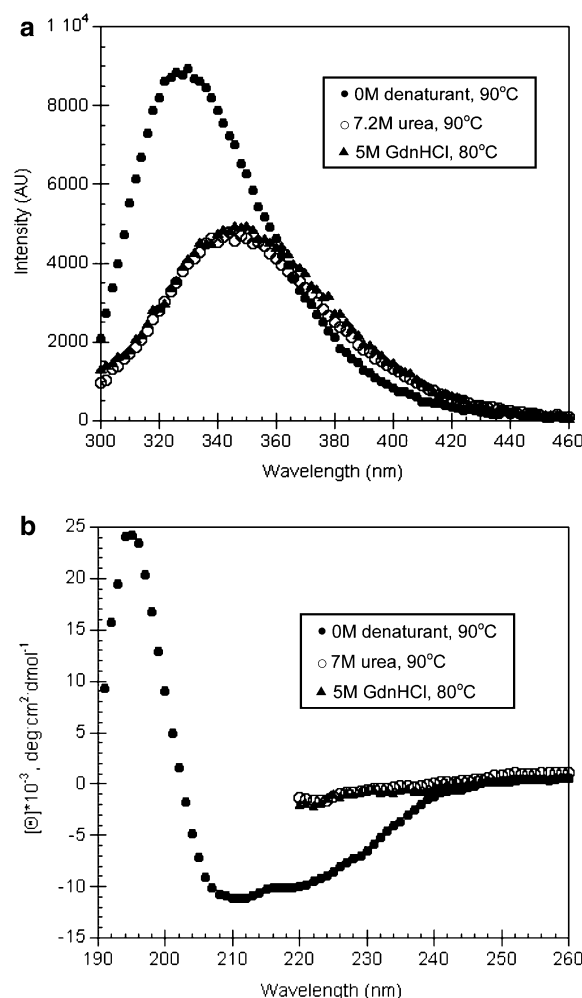 a
1 10⁴
8000
6000
4000
2000
0
Intensity (AU)
● 0M denaturant, 90°C
○ 7.2M urea, 90°C
▲ 5M GdnHCl, 80°C
300 320 340 360 380 400 420 440 460
Wavelength (nm)
b
25
20
15
10
5
0
-5
-10
-15
[Θ]*10⁻³, deg·cm²·dmol⁻¹
● 0M denaturant, 90°C
○ 7M urea, 90°C
▲ 5M GdnHCl, 80°C
190 200 210 220 230 240 250 260
Wavelength (nm)